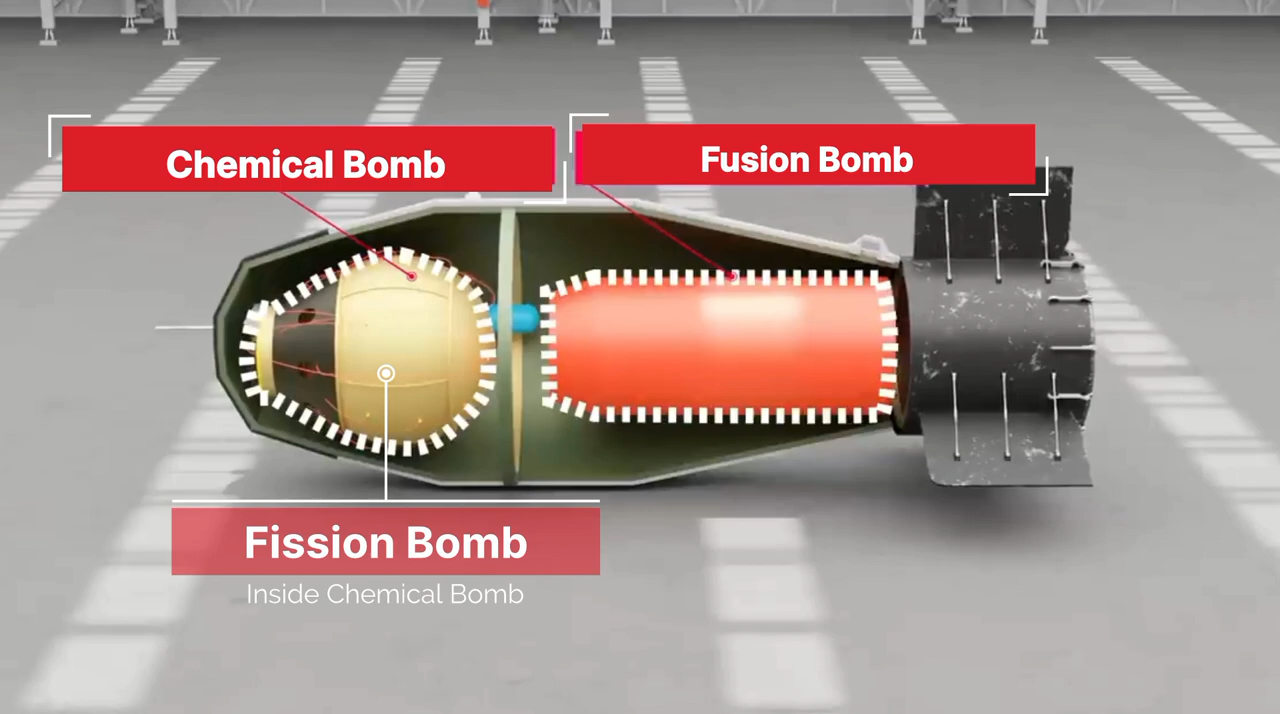 Chemical Bomb
Fusion Bomb
Fission Bomb
Inside Chemical Bomb